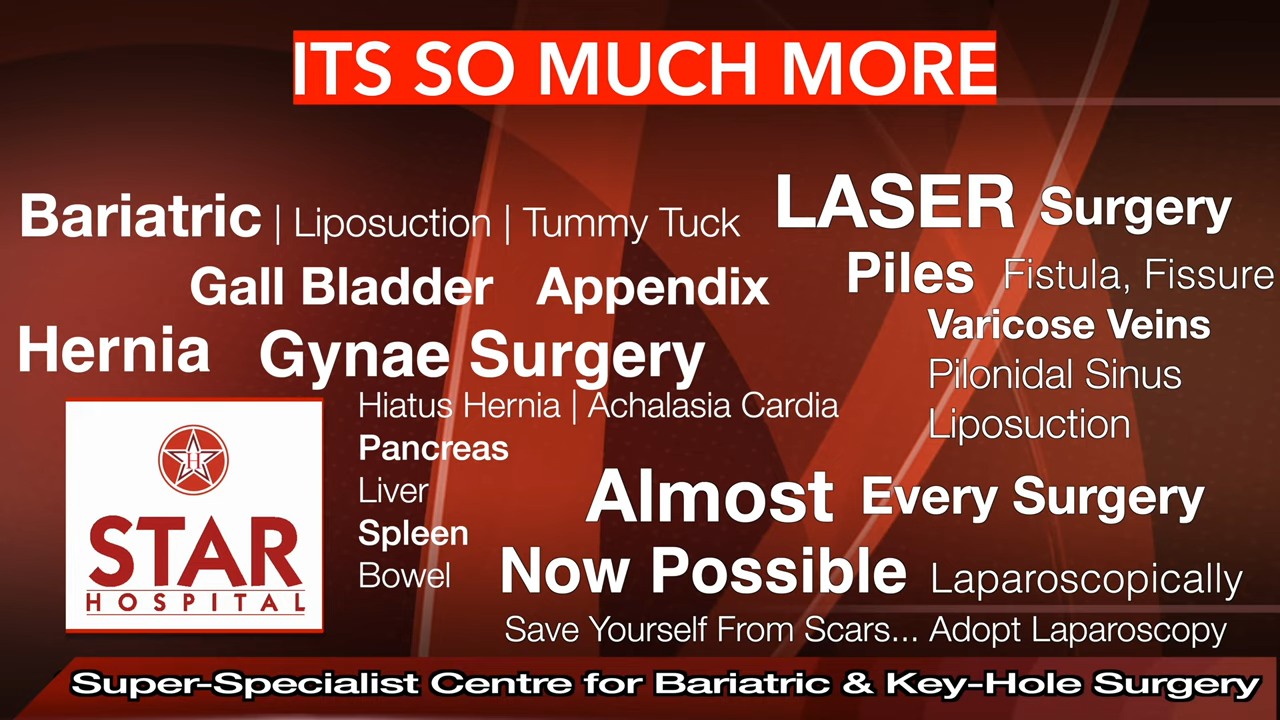 ITS SO MUCH MORE
Bariatric | Liposuction | Tummy Tuck
Gall Bladder Appendix
Hernia Gynae Surgery
Hiatus Hernia | Achalasia Cardia
Pancreas
Liver
Spleen
Bowel
LASER Surgery
Piles Fistula, Fissure
Varicose Veins
Pilonidal Sinus
Liposuction
Almost Every Surgery
Now Possible Laparoscopically
Save Yourself From Scars... Adopt Laparoscopy
H
STAR
HOSPITAL
Super-Specialist Centre for Bariatric & Key-Hole Surgery